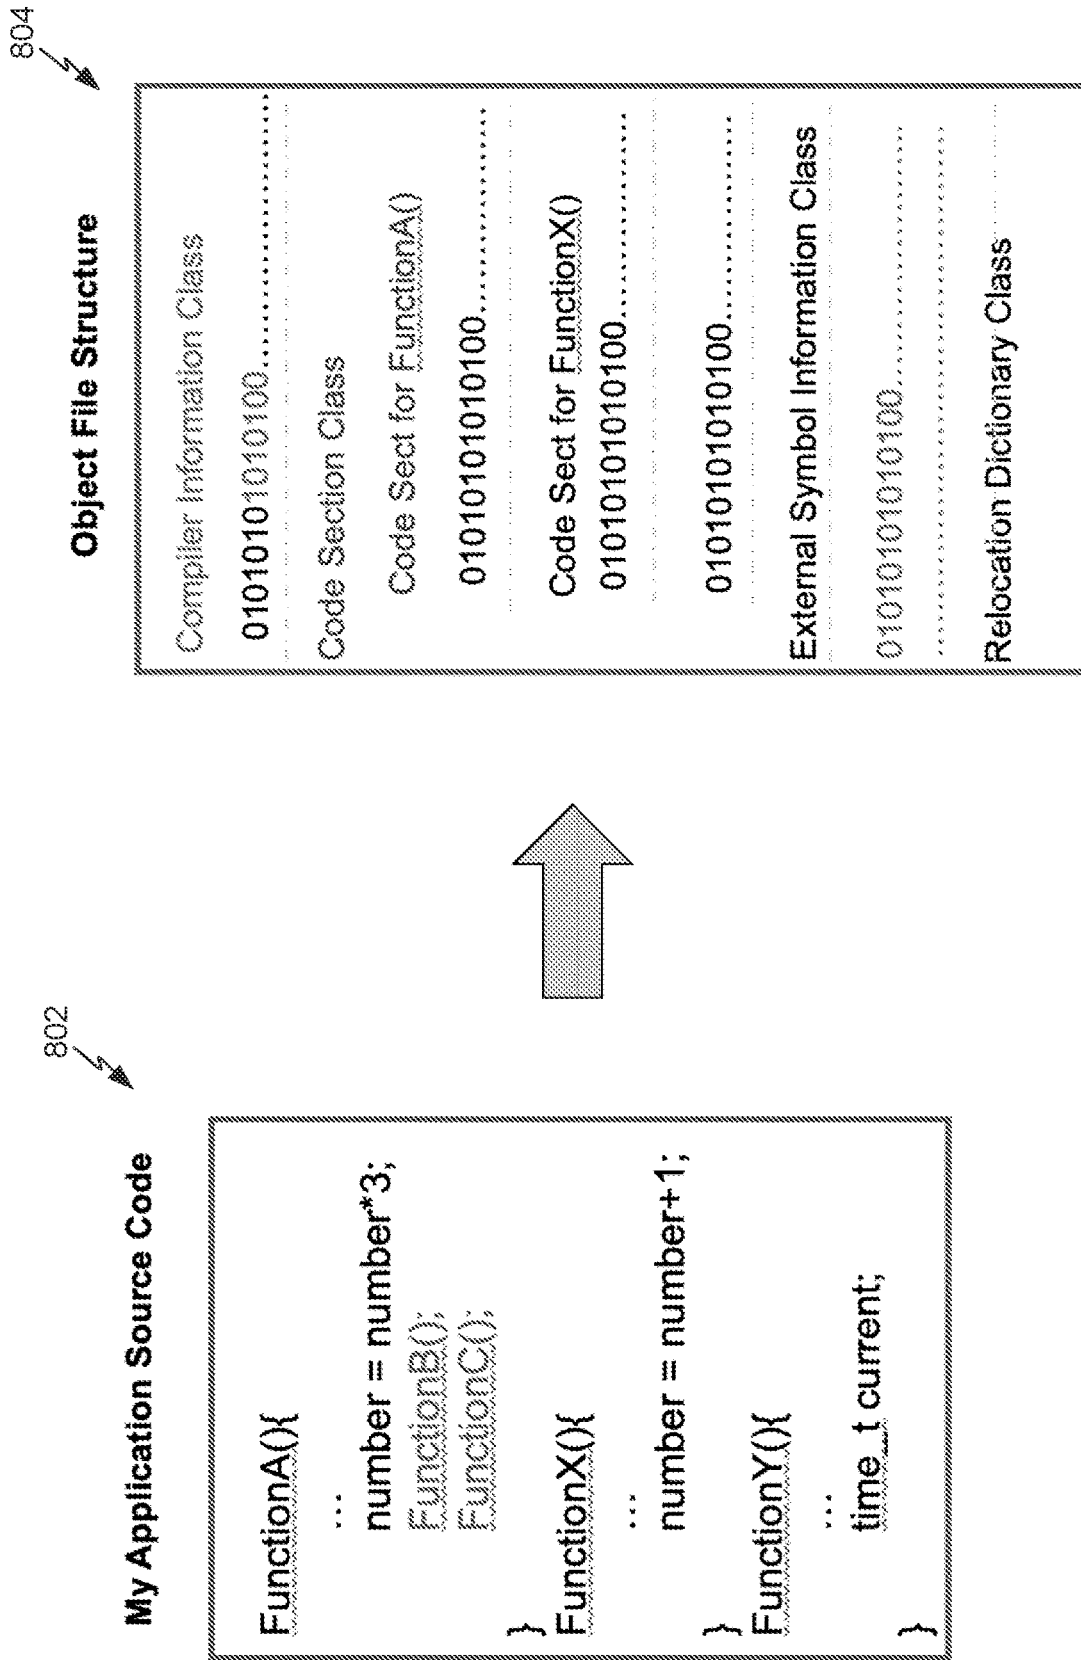 My Application Source Code
802
FunctionA(){
...
number = number*3;
FunctionB();
FunctionC();
}
FunctionX(){
...
number = number+1;
}
FunctionY(){
...
time_t current;
}
Object File Structure
804
Compiler Information Class
0101010101010100..........................
Code Section Class
Code Sect for FunctionA()
0101010101010100.....................
Code Sect for FunctionX()
0101010101010100.....................
0101010101010100.....................
External Symbol Information Class
0101010101010100..........................
Relocation Dictionary Class